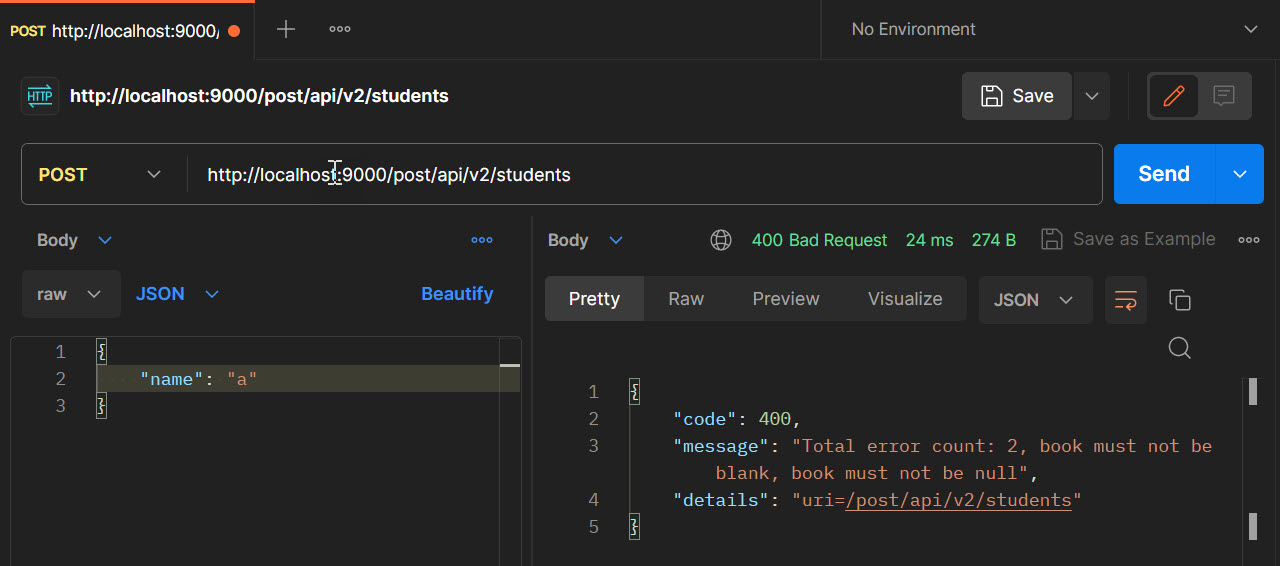 POST http://localhost:9000/
No Environment
HTTP http://localhost:9000/post/api/v2/students
Save
POST http://localhost:9000/post/api/v2/students
Send
Body
raw JSON Beautify
1 {
2 "name": "a"
3 }
Body 400 Bad Request 24 ms 274 B Save as Example
Pretty Raw Preview Visualize JSON
1 {
2 "code": 400,
3 "message": "Total error count: 2, book must not be
blank, book must not be null",
4 "details": "uri=/post/api/v2/students"
5 }